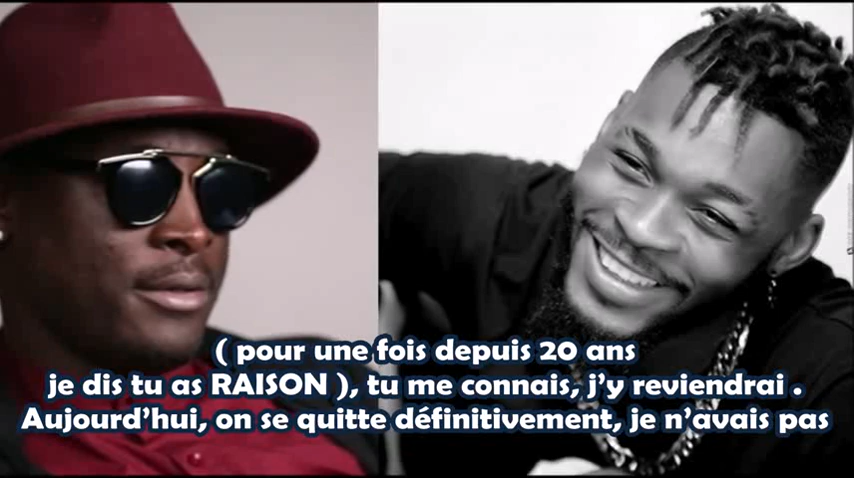 ( pour une fois depuis 20 ans
je dis tu as RAISON ), tu me connais, j’y reviendrai .
Aujourd’hui, on se quitte définitivement, je n’avais pas